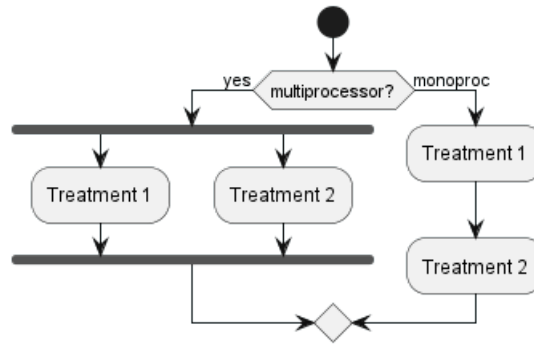 yes
multiprocessor?
monoproc
Treatment 1
Treatment 2
Treatment 1
Treatment 2